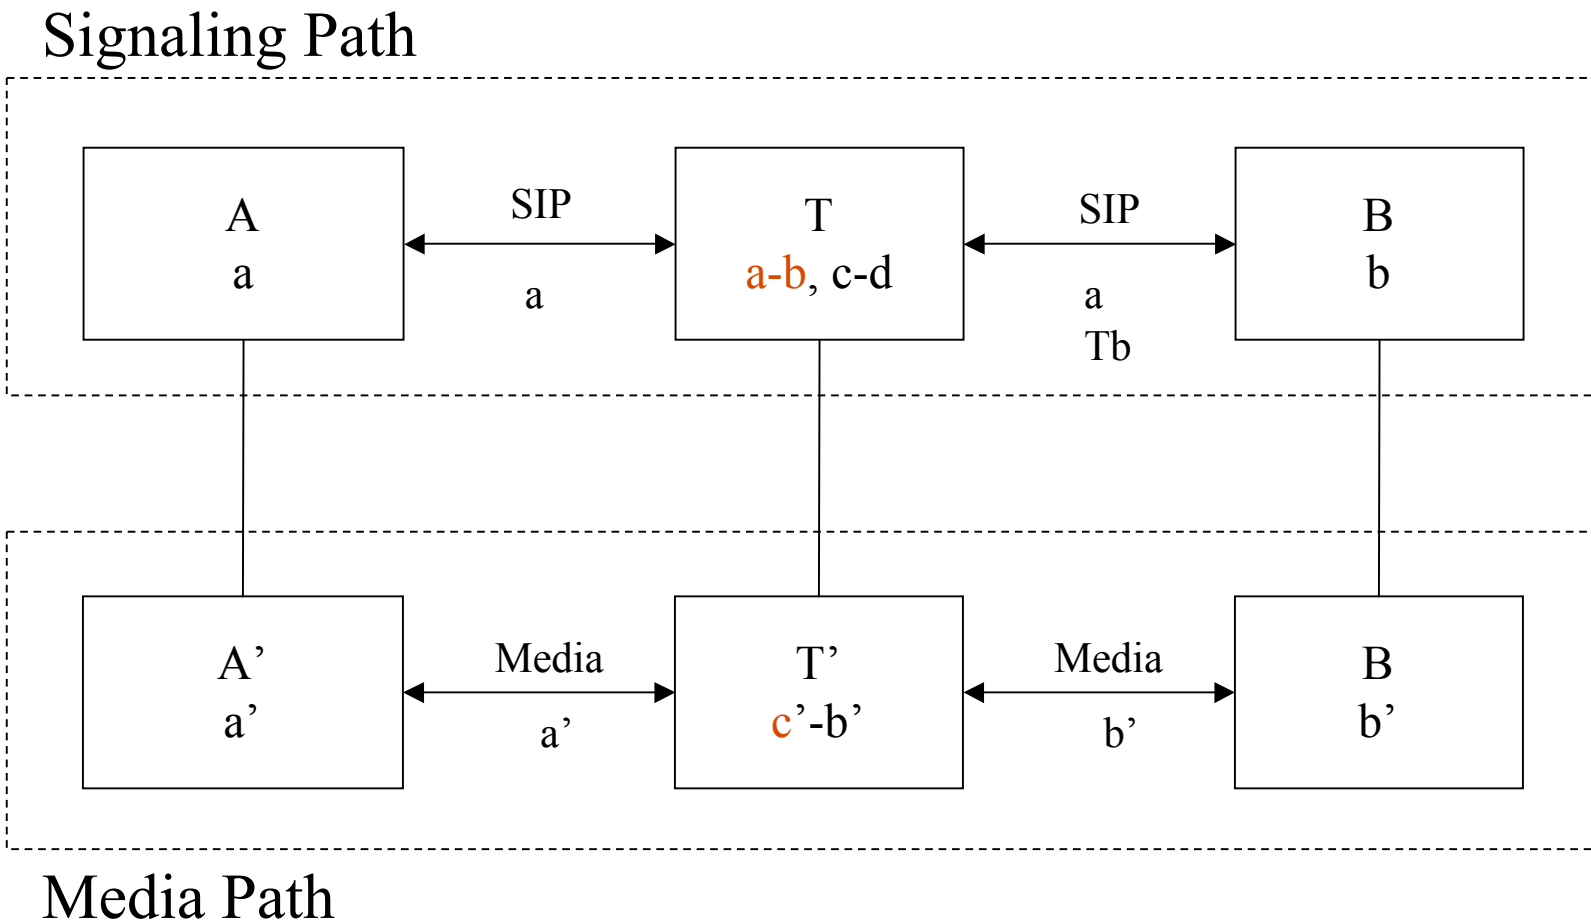 Signaling Path
A
a
SIP
a
T
a-b, c-d
SIP
a
Tb
B
b
A’
a’
Media
a’
T’
c’-b’
Media
b’
B
b’
Media Path